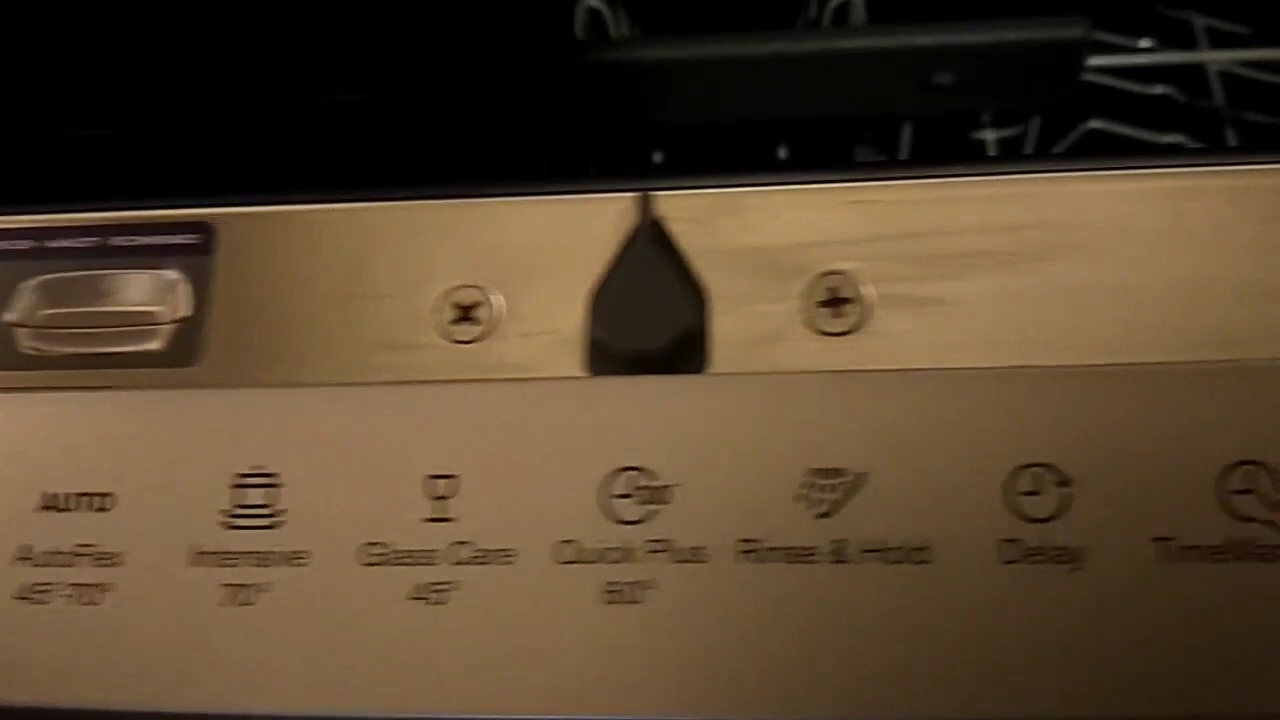 AUTO
AutoFlex Intensive Glass Care Quick Plus Rinse & Hold Delay
45°-70° 70° 45° 60°